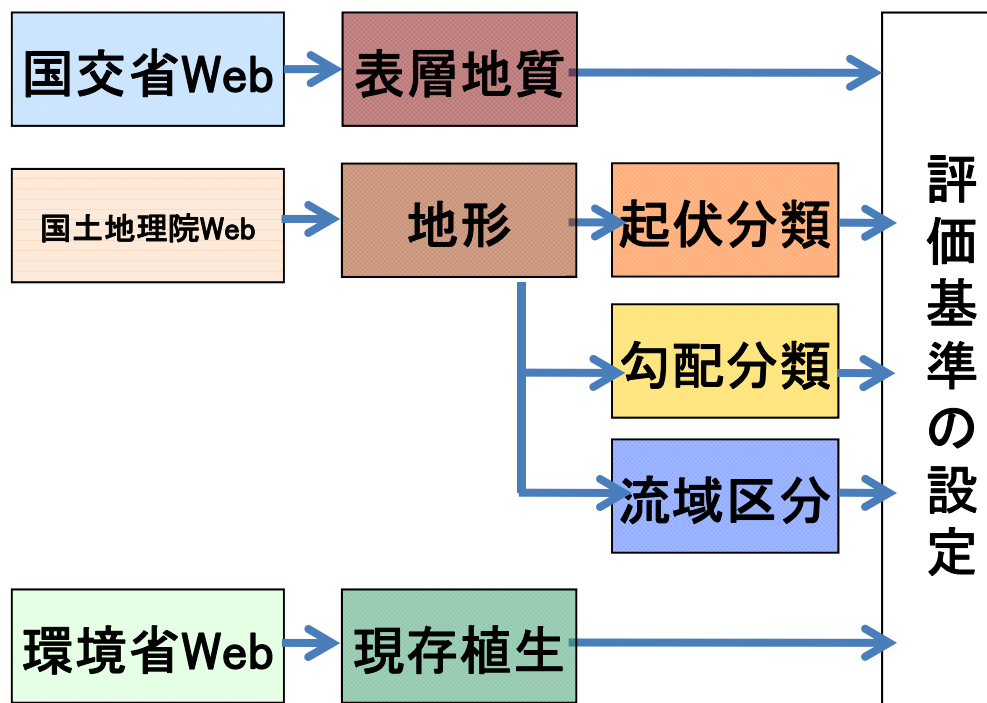 国交省Web
表層地質
国土地理院Web
地形
起伏分類
勾配分類
流域区分
環境省Web
現存植生
評価基準の設定